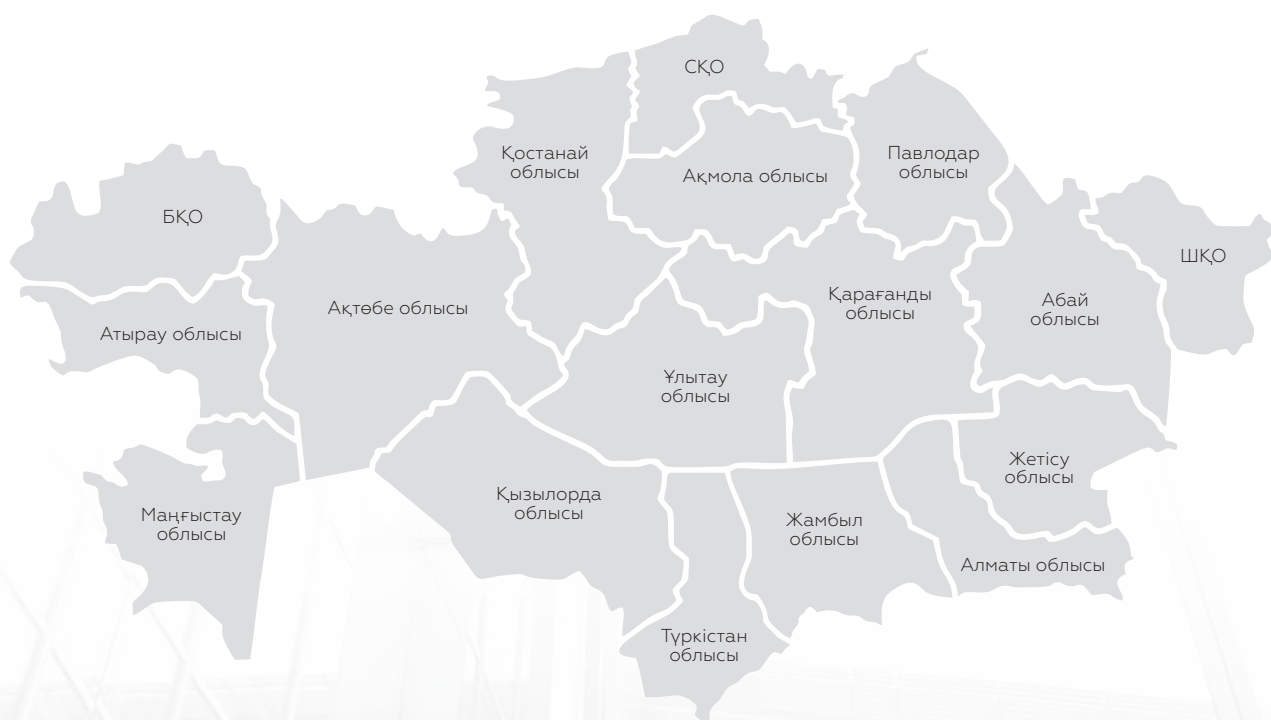 СҚО
Қостанай
облысы
Ақмола облысы
Павлодар
облысы
БҚО
ШҚО
Ақтөбе облысы
Атырау облысы
Қарағанды
облысы
Абай
облысы
Ұлытау
облысы
Қызылорда
облысы
Жетісу
облысы
Маңғыстау
облысы
Жамбыл
облысы
Алматы облысы
Түркістан
облысы